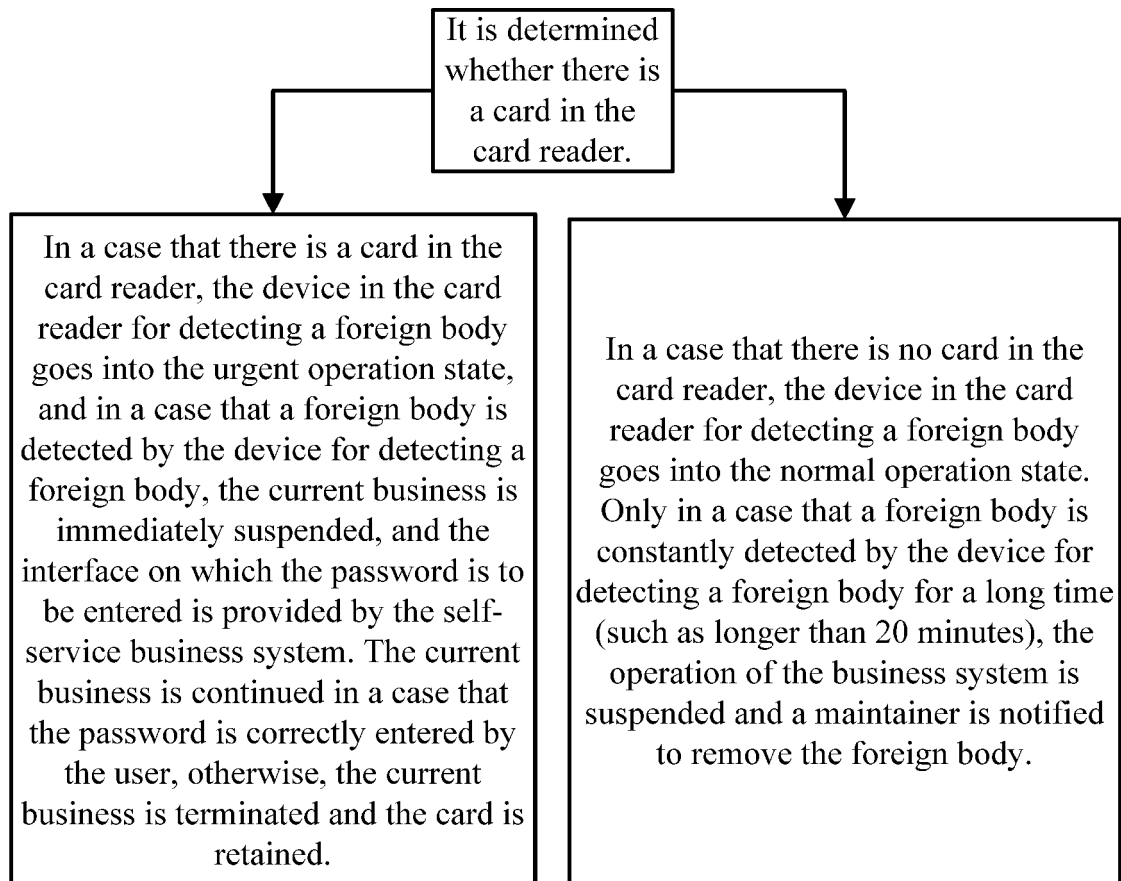 It is determined
whether there is
a card in the
card reader.
In a case that there is a card in the
card reader, the device in the card
reader for detecting a foreign body
goes into the urgent operation state,
and in a case that a foreign body is
detected by the device for detecting a
foreign body, the current business is
immediately suspended, and the
interface on which the password is to
be entered is provided by the self-
service business system. The current
business is continued in a case that
the password is correctly entered by
the user, otherwise, the current
business is terminated and the card is
retained.
In a case that there is no card in the
card reader, the device in the card
reader for detecting a foreign body
goes into the normal operation state.
Only in a case that a foreign body is
constantly detected by the device for
detecting a foreign body for a long time
(such as longer than 20 minutes), the
operation of the business system is
suspended and a maintainer is notified
to remove the foreign body.